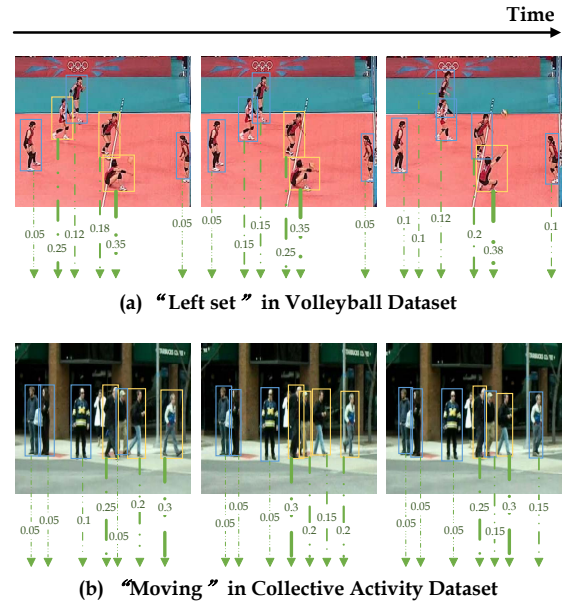 Time
0.05 0.25 0.12 0.18 0.35 0.05
0.05 0.15 0.15 0.25 0.35 0.05
0.1 0.1 0.12 0.2 0.38 0.1
(a) “Left set” in Volleyball Dataset
M
0.05 0.05 0.1 0.25 0.05 0.2 0.3
0.05 0.05 0.05 0.3 0.2 0.15 0.2
0.05 0.05 0.05 0.25 0.15 0.3 0.15
(b) “Moving” in Collective Activity Dataset